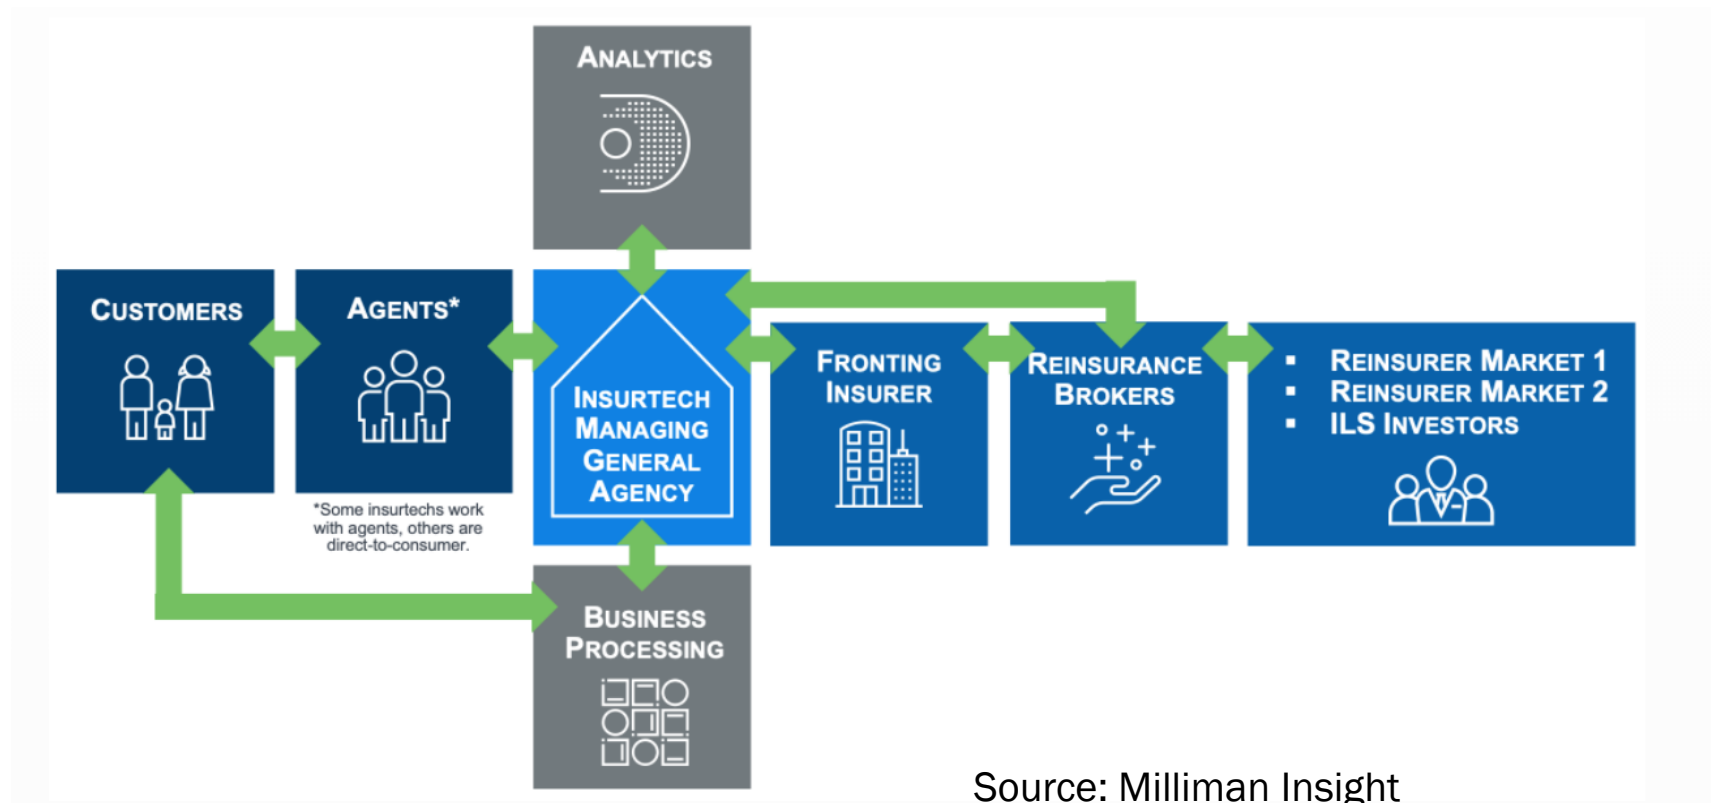 ANALYTICS
CUSTOMERS
AGENTS*
*Some insurtechs work
with agents, others are
direct-to-consumer.
INSURTECH
MANAGING
GENERAL
AGENCY
FRONTING
INSURER
REINSURANCE
BROKERS
▪ REINSURER MARKET 1
▪ REINSURER MARKET 2
▪ ILS INVESTORS
BUSINESS
PROCESSING
Source: Milliman Insight